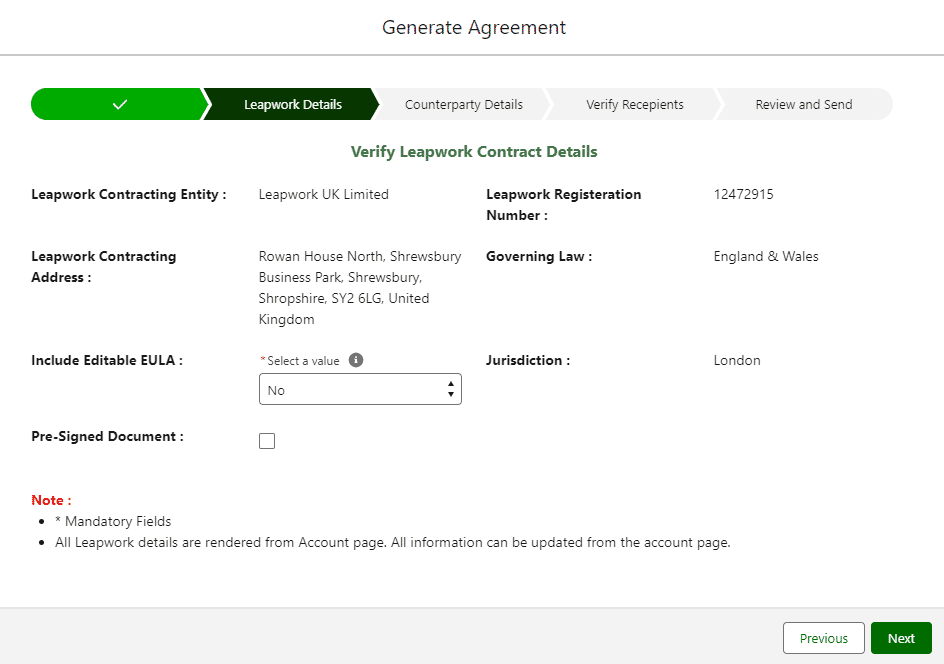 Generate Agreement
Leapwork Details
Counterparty Details
Verify Recepients
Review and Send
Verify Leapwork Contract Details
Leapwork Contracting Entity :
Leapwork UK Limited
Leapwork Registeration
Number :
12472915
Leapwork Contracting
Address :
Rowan House North, Shrewsbury
Business Park, Shrewsbury,
Shropshire, SY2 6LG, United
Kingdom
Governing Law :
England & Wales
Include Editable EULA :
*Select a value
No
Jurisdiction :
London
Pre-Signed Document :
Note :
* Mandatory Fields
All Leapwork details are rendered from Account page. All information can be updated from the account page.
Previous
Next